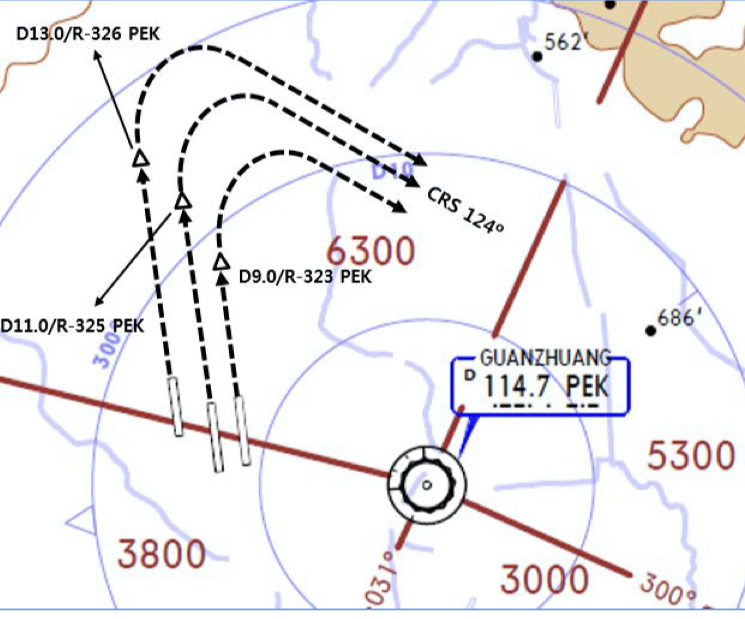 D13.0/R-326 PEK
562'
D10
CRS 124°
6300
D9.0/R-323 PEK
D11.0/R-325 PEK
300°
686'
GUANZHUANG
D 114.7 PEK
5300
3800
031°
3000
300°